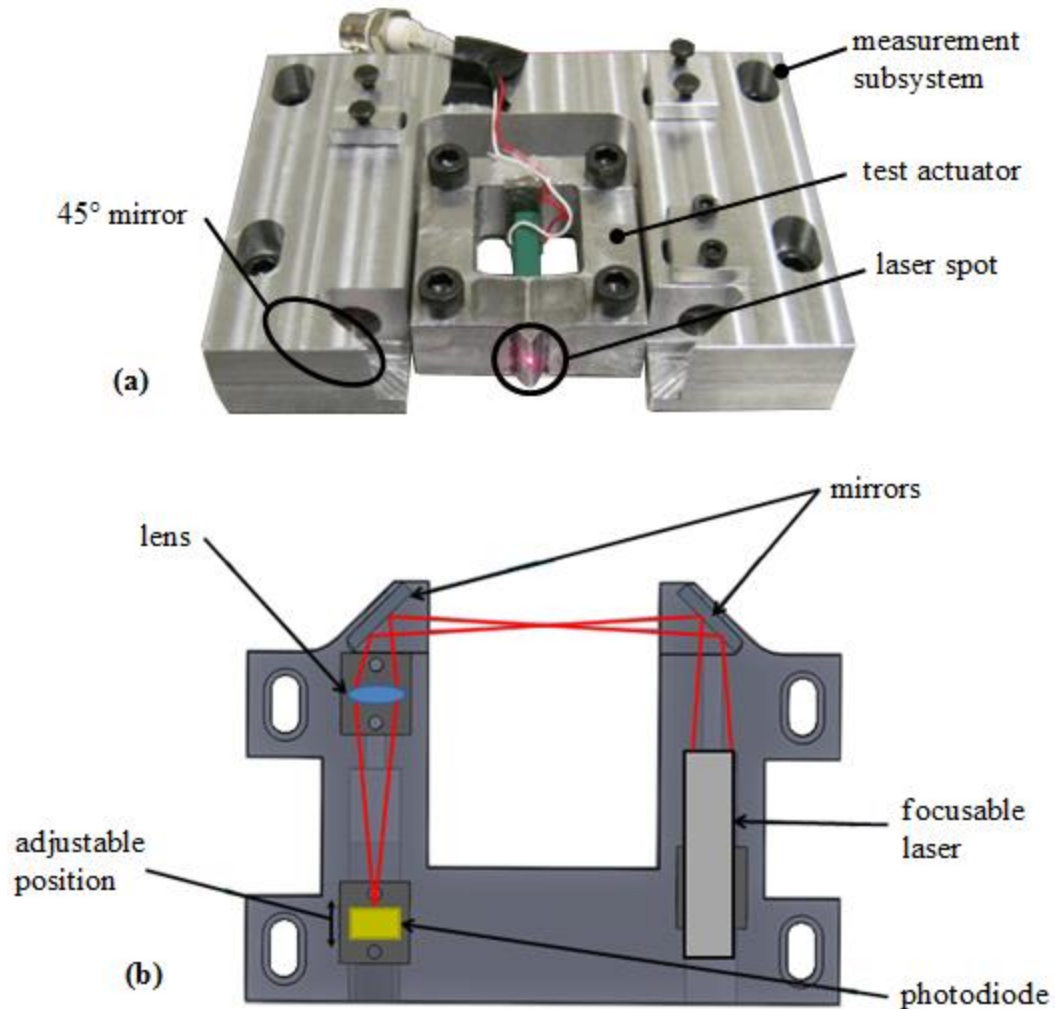 measurement
subsystem
test actuator
45° mirror
laser spot
(a)
mirrors
lens
adjustable
position
focusable
laser
(b)
photodiode